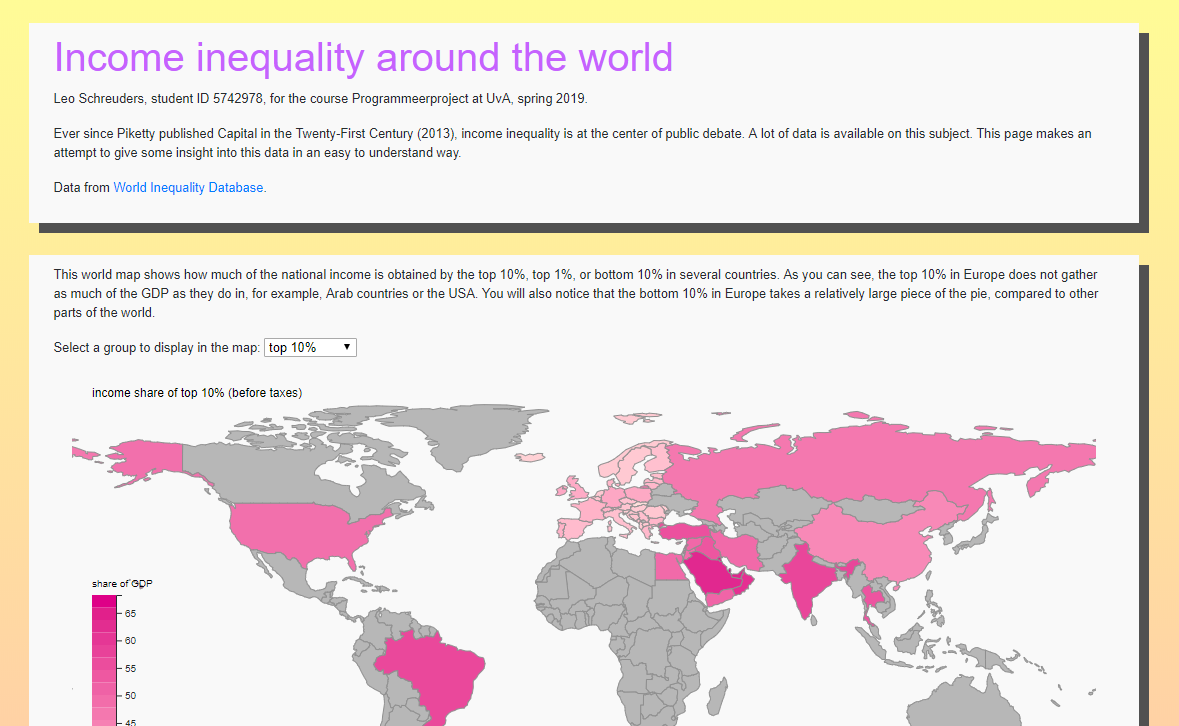 Income inequality around the world
Leo Schreuders, student ID 5742978, for the course Programmeerproject at UvA, spring 2019.
Ever since Piketty published Capital in the Twenty-First Century (2013), income inequality is at the center of public debate. A lot of data is available on this subject. This page makes an
attempt to give some insight into this data in an easy to understand way.
Data from World Inequality Database.
This world map shows how much of the national income is obtained by the top 10%, top 1%, or bottom 10% in several countries. As you can see, the top 10% in Europe does not gather
as much of the GDP as they do in, for example, Arab countries or the USA. You will also notice that the bottom 10% in Europe takes a relatively large piece of the pie, compared to other
parts of the world.
Select a group to display in the map: top 10%
income share of top 10% (before taxes)
share of GDP
65
60
55
50
45